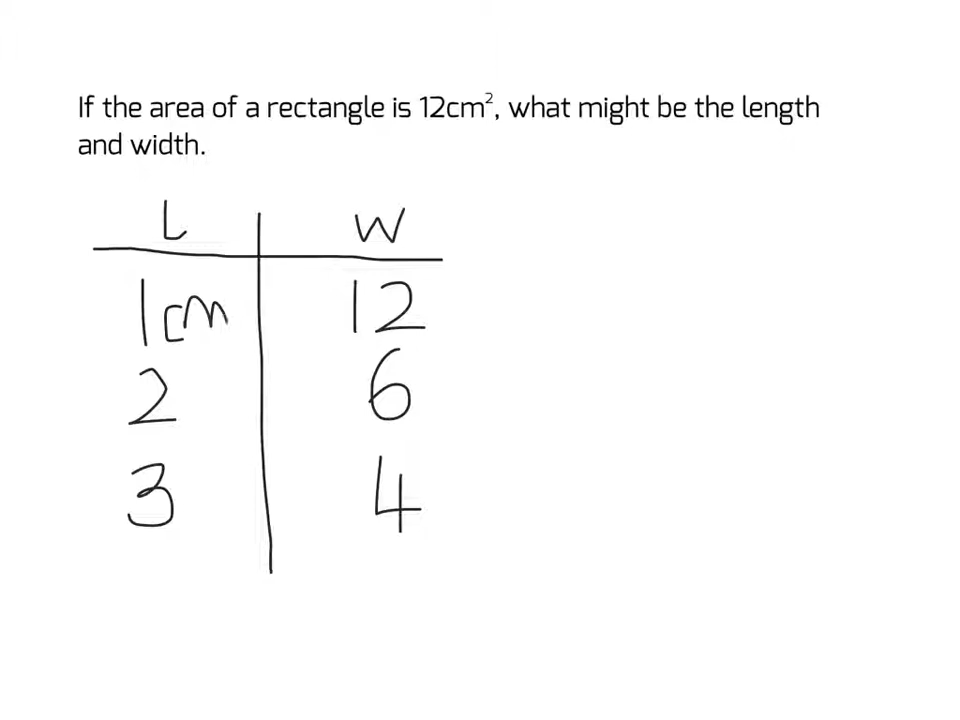 If the area of a rectangle is 12cm², what might be the length
and width.
L W
1cm 12
2 6
3 4